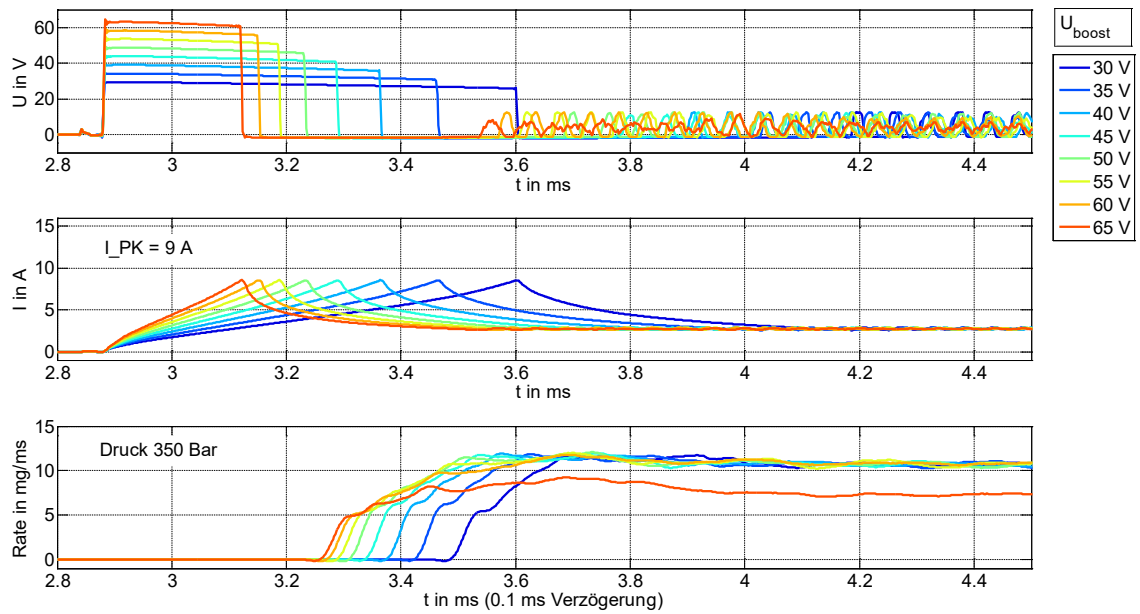 60
40
20
0
U in V
2.8 3 3.2 3.4 3.6 3.8 4 4.2 4.4
t in ms
U_boost
30 V
35 V
40 V
45 V
50 V
55 V
60 V
65 V
15
10
5
0
I in A
I_PK = 9 A
2.8 3 3.2 3.4 3.6 3.8 4 4.2 4.4
t in ms
15
10
5
0
Rate in mg/ms
Druck 350 Bar
2.8 3 3.2 3.4 3.6 3.8 4 4.2 4.4
t in ms (0.1 ms Verzögerung)